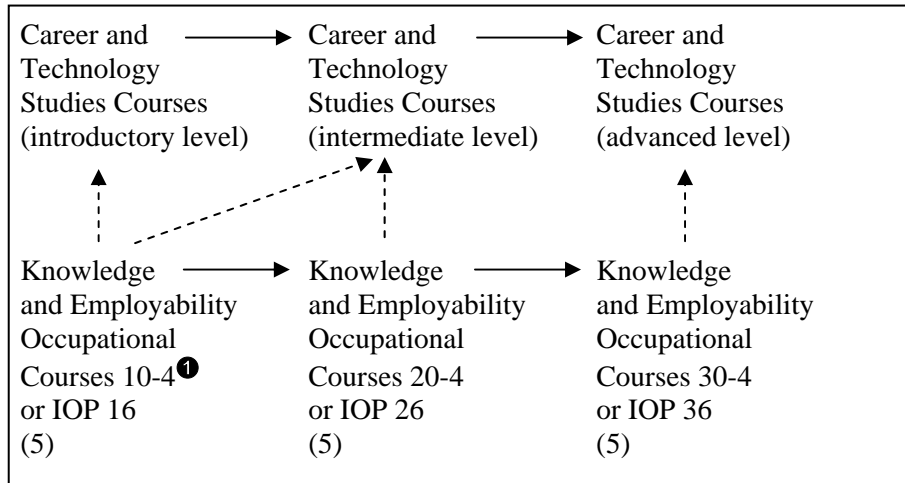 Career and
Technology
Studies Courses
(introductory level)
Career and
Technology
Studies Courses
(intermediate level)
Career and
Technology
Studies Courses
(advanced level)
Knowledge
and Employability
Occupational
Courses 10-4❶
or IOP 16
(5)
Knowledge
and Employability
Occupational
Courses 20-4
or IOP 26
(5)
Knowledge
and Employability
Occupational
Courses 30-4
or IOP 36
(5)